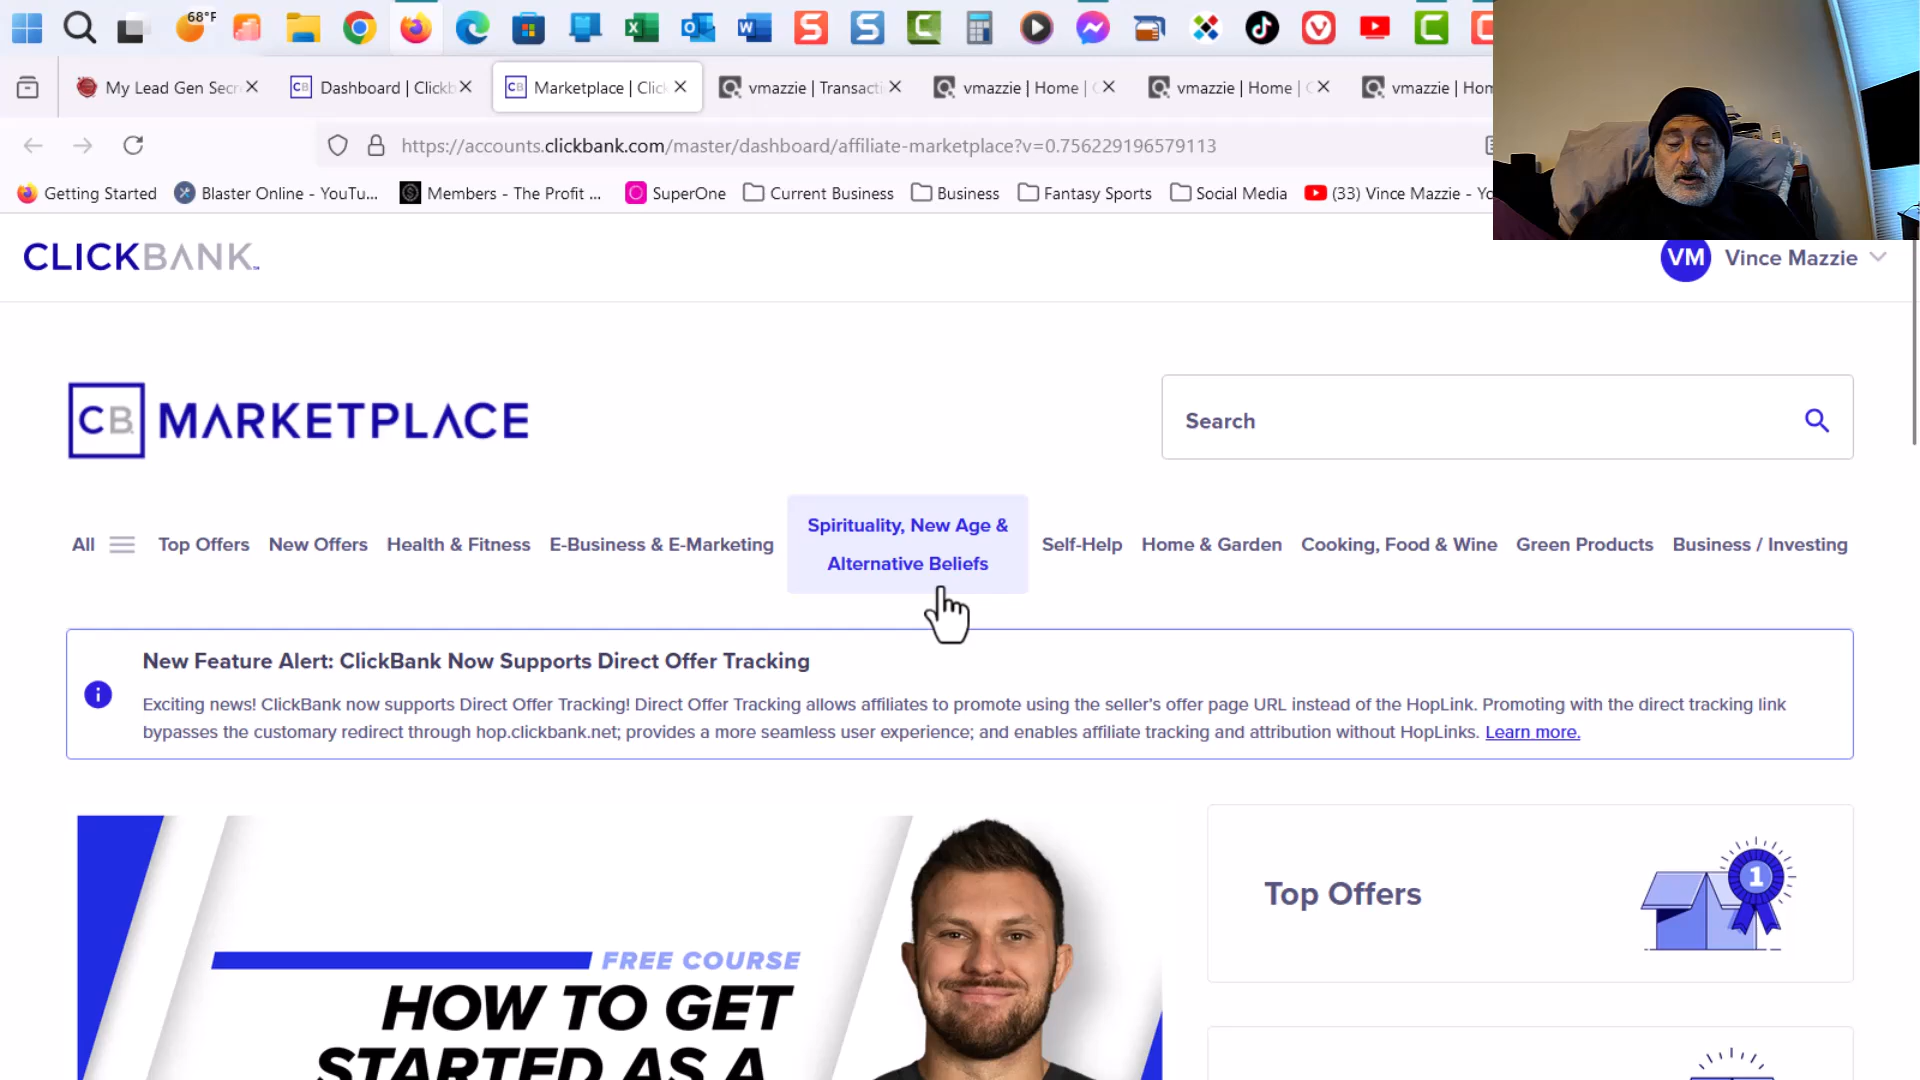 68°F
My Lead Gen Secr
Dashboard | Clickb
Marketplace | Clic
vmazzie | Transacti
vmazzie | Home | C
vmazzie | Home | C
vmazzie | Hom
https://accounts.clickbank.com/master/dashboard/affiliate-marketplace?v=0.756229196579113
Getting Started
Blaster Online - YouTu...
Members - The Profit ...
SuperOne
Current Business
Business
Fantasy Sports
Social Media
(33) Vince Mazzie - Yo
CLICKBANK
VM
Vince Mazzie
CB MARKETPLACE
Search
All
Top Offers
New Offers
Health & Fitness
E-Business & E-Marketing
Spirituality, New Age &
Alternative Beliefs
Self-Help
Home & Garden
Cooking, Food & Wine
Green Products
Business / Investing
New Feature Alert: ClickBank Now Supports Direct Offer Tracking
Exciting news! ClickBank now supports Direct Offer Tracking! Direct Offer Tracking allows affiliates to promote using the seller's offer page URL instead of the HopLink. Promoting with the direct tracking link
bypasses the customary redirect through hop.clickbank.net; provides a more seamless user experience; and enables affiliate tracking and attribution without HopLinks. Learn more.
FREE COURSE
HOW TO GET
STARTED AS A
Top Offers
1